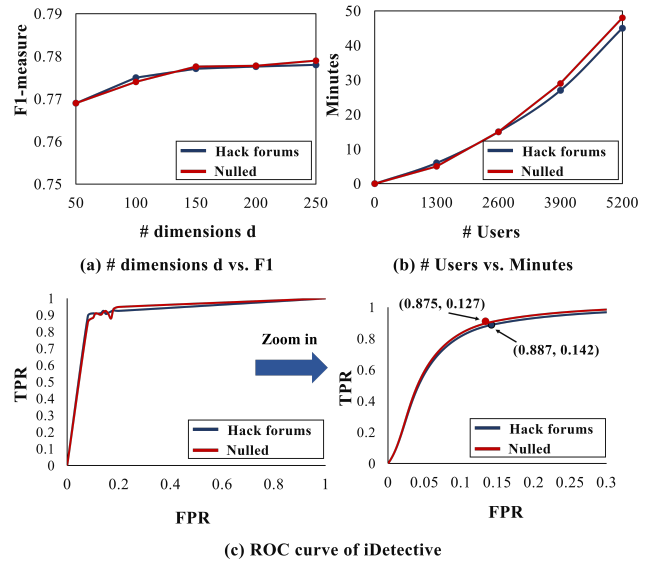 0.79
0.78
0.77
0.76
0.75
F1-measure
Hack forums
Nulled
50 100 150 200 250
# dimensions d
(a) # dimensions d vs. F1
50
40
30
20
10
0
Minutes
Hack forums
Nulled
0 1300 2600 3900 5200
# Users
(b) # Users vs. Minutes
1
0.9
0.8
0.7
0.6
0.5
0.4
0.3
0.2
0.1
0
TPR
Hack forums
Nulled
0 0.2 0.4 0.6 0.8 1
FPR
Zoom in
1
0.8
0.6
0.4
0.2
0
TPR
(0.875, 0.127)
(0.887, 0.142)
Hack forums
Nulled
0 0.05 0.1 0.15 0.2 0.25 0.3
FPR
(c) ROC curve of iDetective